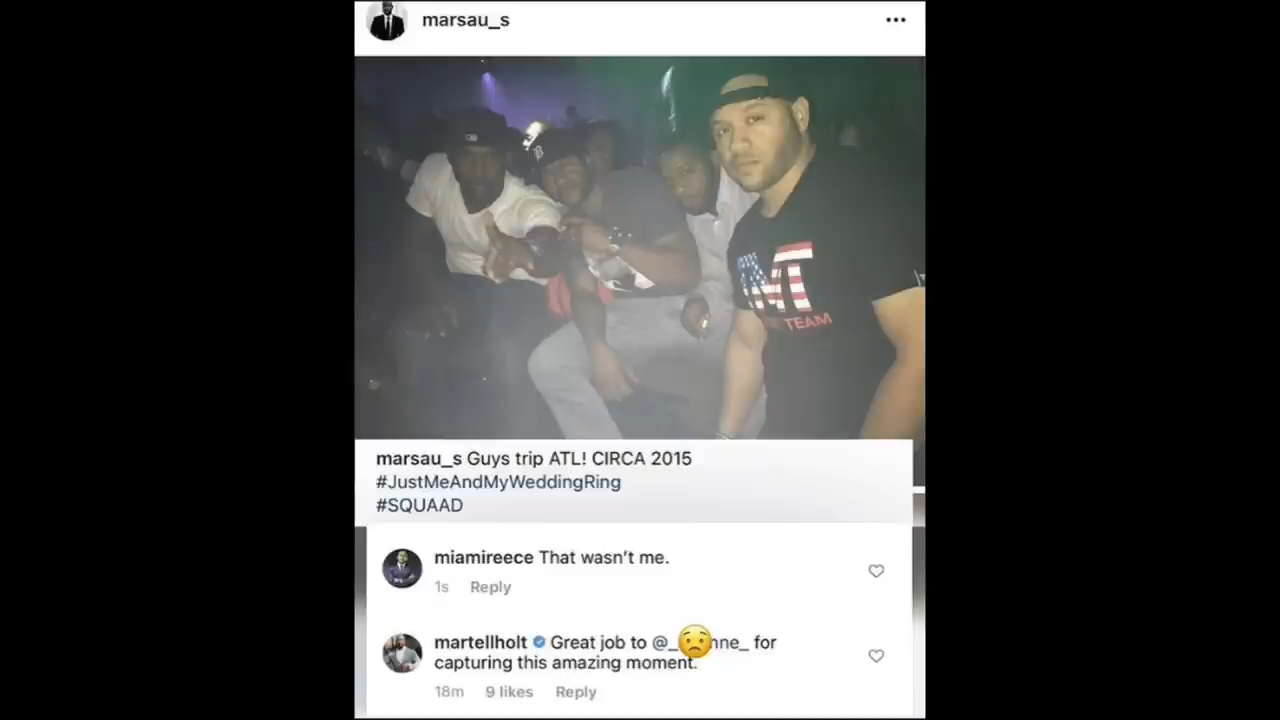 marsau_s
TEAM
marsau_s Guys trip ATL! CIRCA 2015
#JustMeAndMyWeddingRing
#SQUAAD
miamireece That wasn't me.
1s Reply
martellholt Great job to @_ nne_ for
capturing this amazing moment.
18m 9 likes Reply